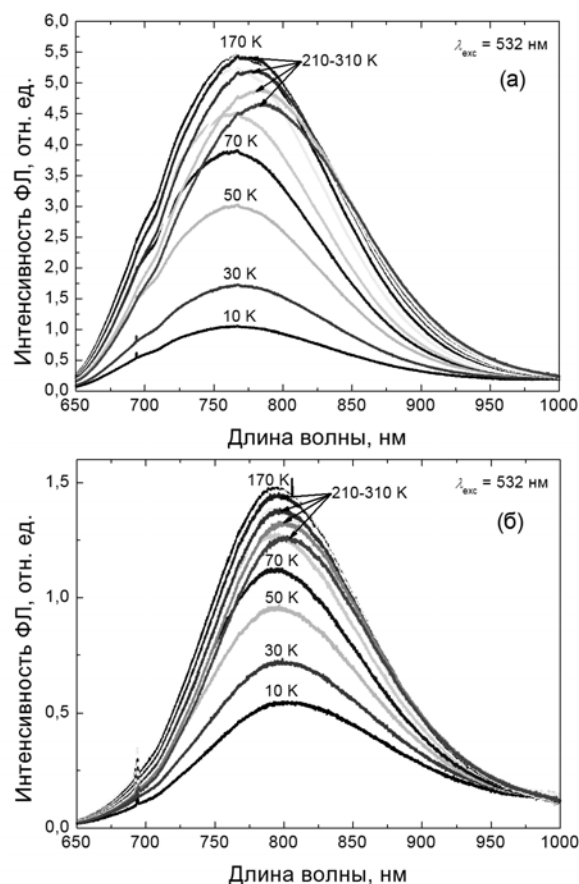 170 K
210-310 K
λexc = 532 нм
(а)
70 K
50 K
30 K
10 K
Интенсивность ФЛ, отн. ед.
5,5
5,0
4,5
4,0
3,5
3,0
2,5
2,0
1,5
1,0
0,5
0,0
650 700 750 800 850 900 950 1000
Длина волны, нм
170 K
210-310 K
λexc = 532 нм
(б)
70 K
50 K
30 K
10 K
Интенсивность ФЛ, отн. ед.
1,5
1,0
0,5
0,0
650 700 750 800 850 900 950 1000
Длина волны, нм